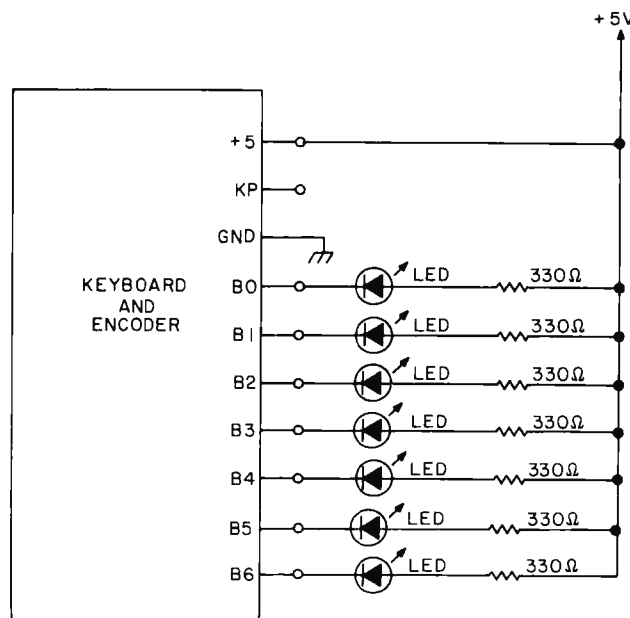 +5V
+5
KP
GND
KEYBOARD
AND
ENCODER
B0 LED 330Ω
B1 LED 330Ω
B2 LED 330Ω
B3 LED 330Ω
B4 LED 330Ω
B5 LED 330Ω
B6 LED 330Ω